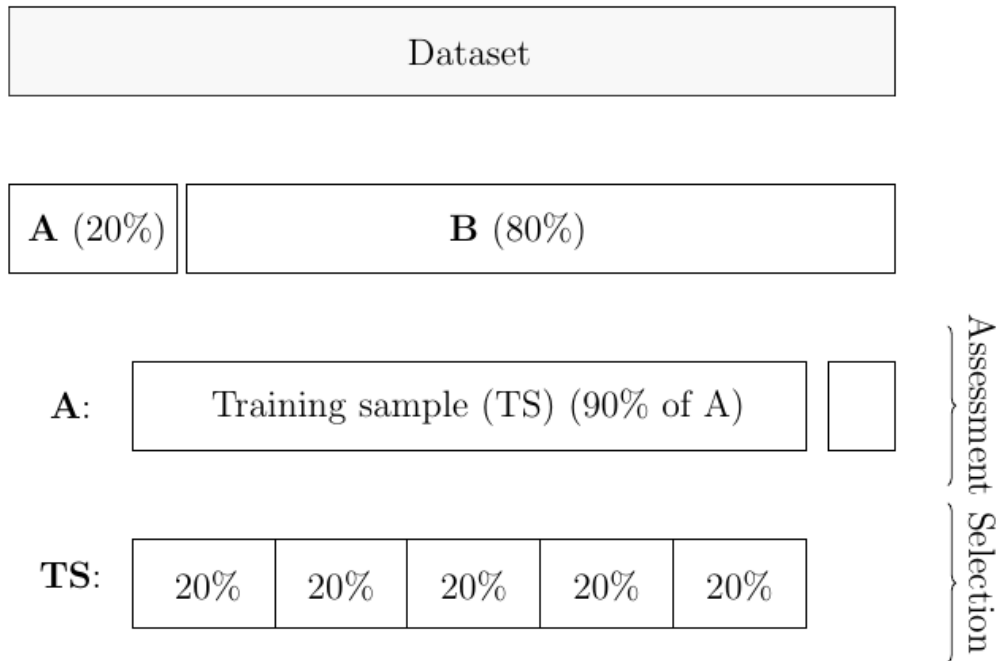 Dataset
A (20%)
B (80%)
A:
Training sample (TS) (90% of A)
Assessment
TS:
20%
20%
20%
20%
20%
Selection